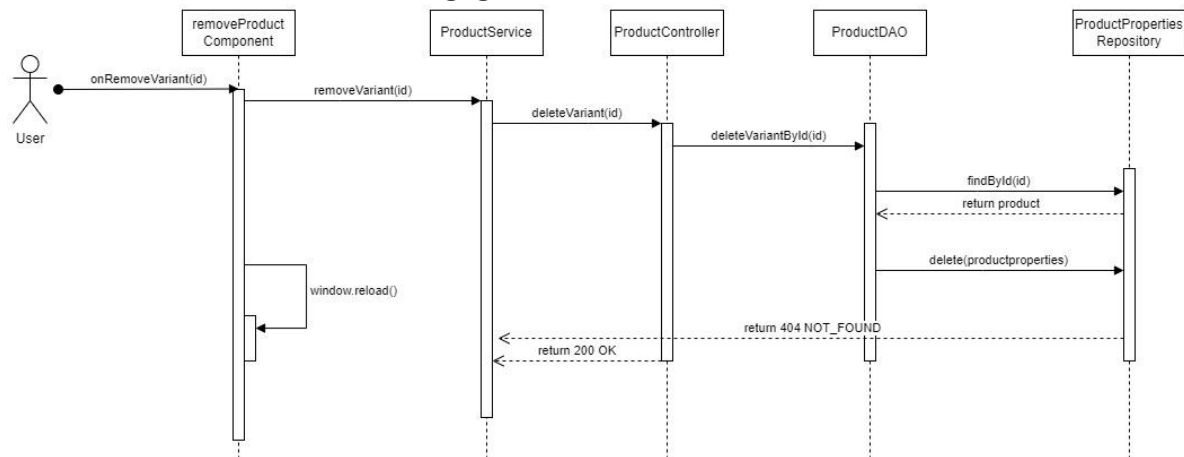 removeProduct
Component
ProductService
ProductController
ProductDAO
ProductProperties
Repository
User
onRemoveVariant(id)
removeVariant(id)
deleteVariant(id)
deleteVariantById(id)
findById(id)
return product
delete(productproperties)
window.reload()
return 404 NOT_FOUND
return 200 OK